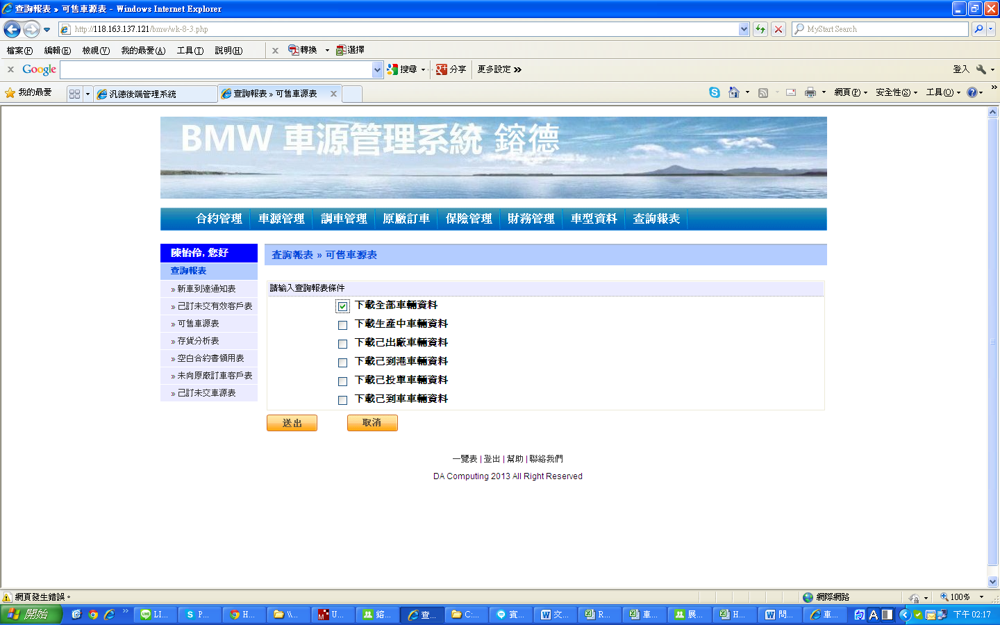 查詢報表 » 可售車源表 - Windows Internet Explorer
http://118.163.137.121/bmw/wk-8-3.php
MyStart Search
檔案(F) 編輯(E) 檢視(V) 我的最愛(A) 工具(T) 說明(H) x 轉換 選擇
x Google 搜尋 分享 更多設定 » 登入
我的最愛 汎德後端管理系統 查詢報表 » 可售車源表 x 網頁(P) 安全性(S) 工具(O) »
BMW 車源管理系統 鎔德
合約管理 車源管理 調車管理 原廠訂車 保險管理 財務管理 車型資料 查詢報表
陳怡伶, 您好
查詢報表
» 新車到達通知表
» 己訂未交有效客戶表
» 可售車源表
» 存貨分析表
» 空白合約書領用表
» 未向原廠訂車客戶表
» 己訂未交車源表
查詢報表 » 可售車源表
請输入查詢報表條件
下載全部車輛資料
下載生產中車輛資料
下載己出廠車輛資料
下載己到港車輛資料
下載己投單車輛資料
下載己到車車輛資料
送出 取消
一覽表 | 登出 | 幫助 | 聯絡我們
DA Computing 2013 All Right Reserved
網頁發生錯誤。 網際網路 100%
開始 » LI... P... \\... U... 鎔... 查... C:... 賓... 文... R... 車... 展... H... 問... 車... A 下午 02:17